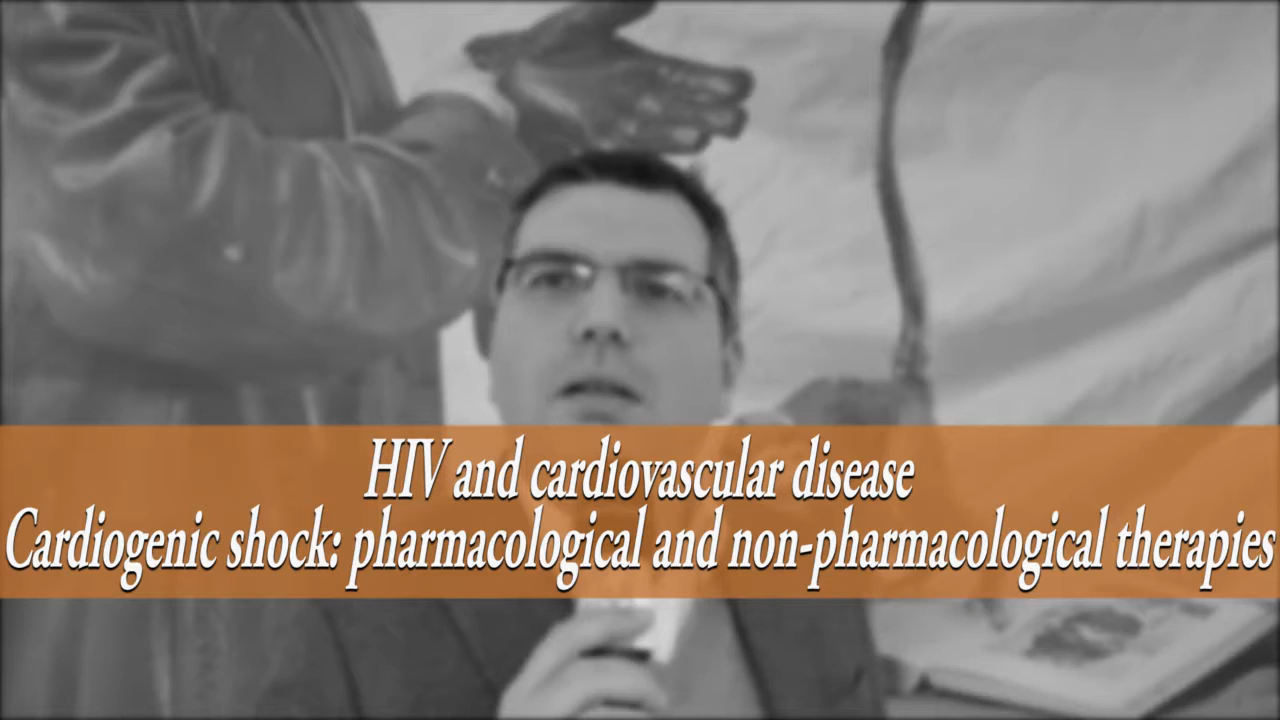 HIV and cardiovascular disease
Cardiogenic shock: pharmacological and non-pharmacological therapies